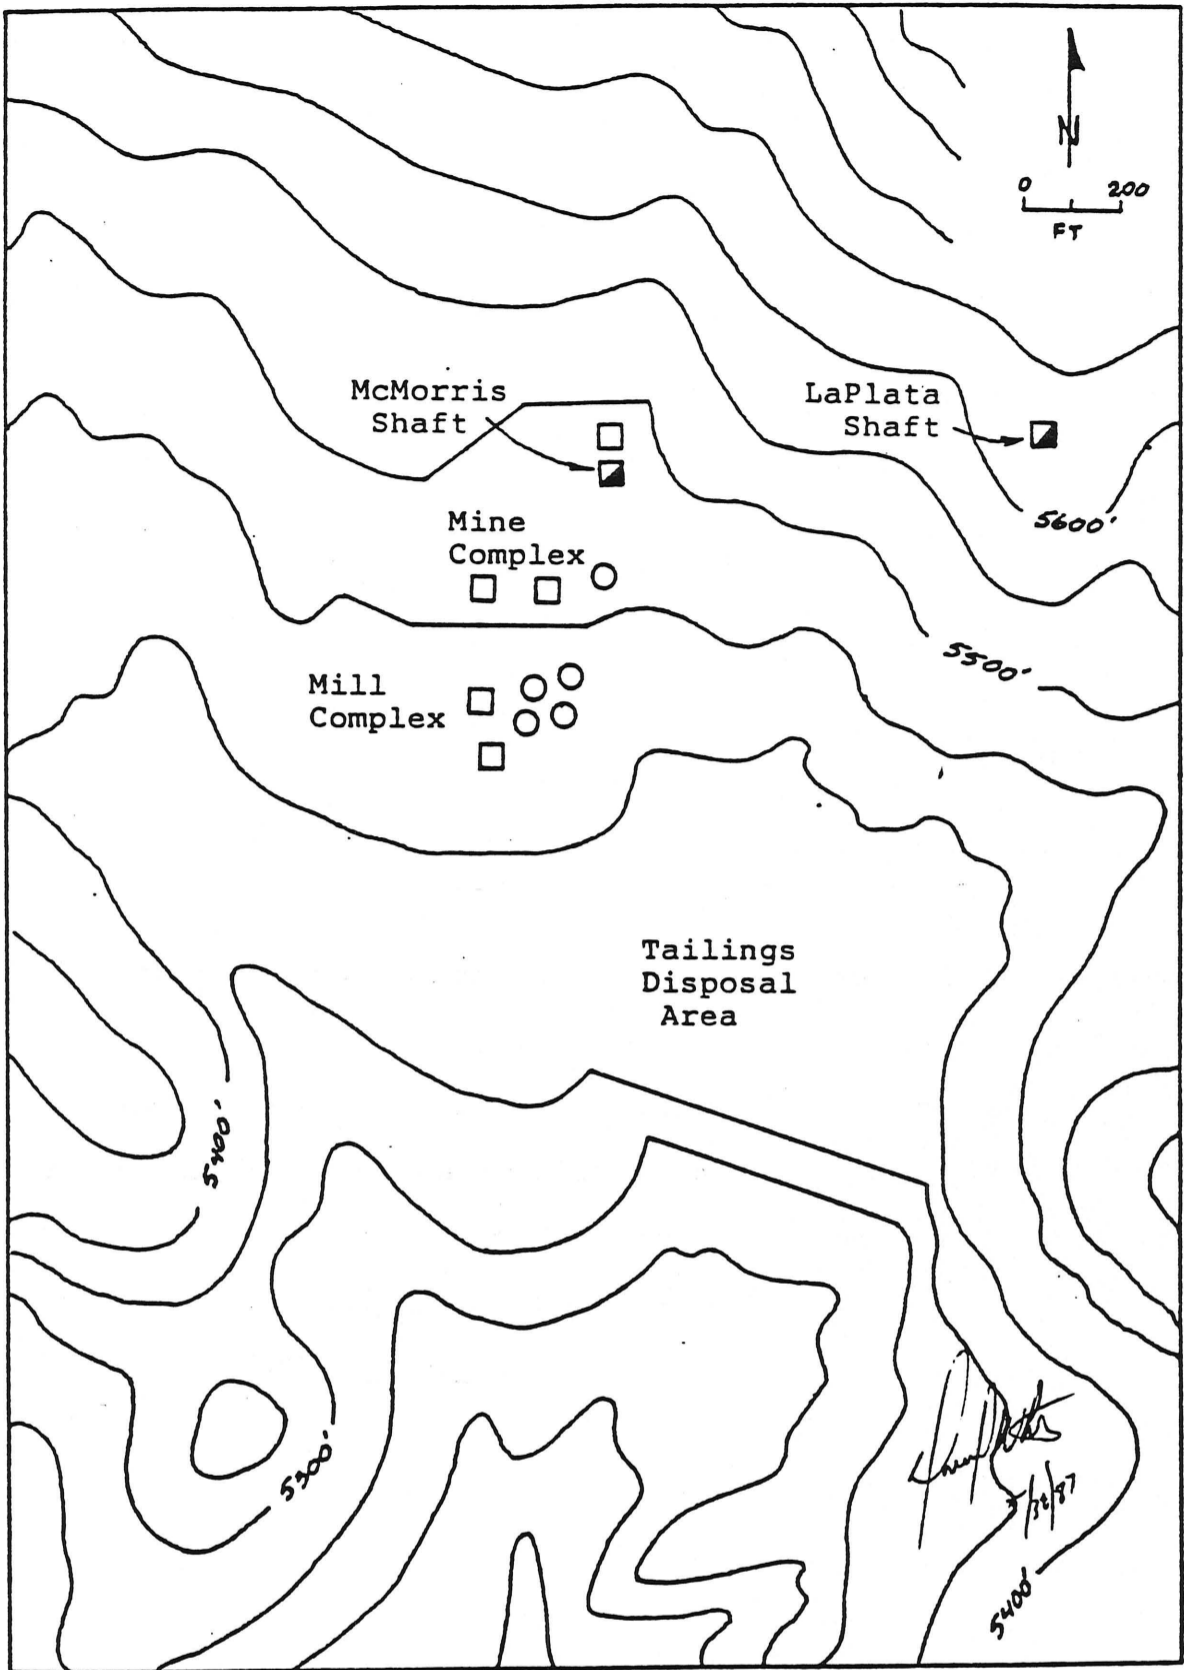 N
0 200
FT
McMorris
Shaft
LaPlata
Shaft
5600'
Mine
Complex
5500'
Mill
Complex
Tailings
Disposal
Area
5400'
5300'
5400'